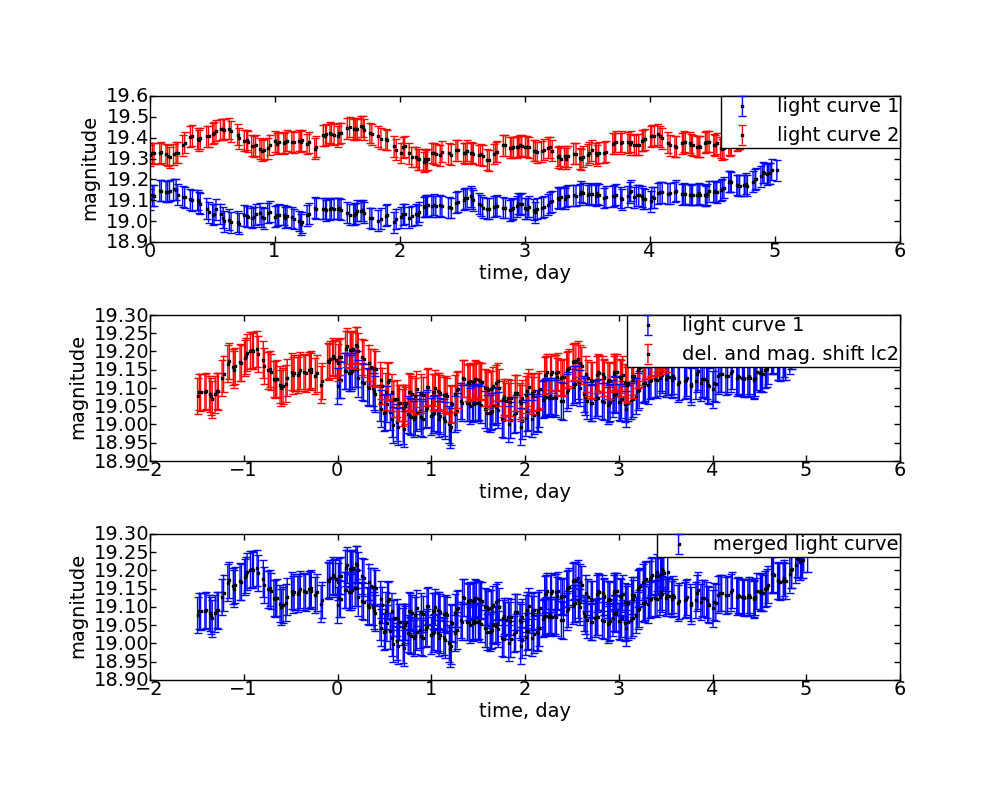 19.6
19.5
19.4
19.3
19.2
19.1
19.0
18.9
magnitude
light curve 1
light curve 2
0 1 2 3 4 5 6
time, day
19.30
19.25
19.20
19.15
19.10
19.05
19.00
18.95
18.90
magnitude
light curve 1
del. and mag. shift lc2
−2 −1 0 1 2 3 4 5 6
time, day
19.30
19.25
19.20
19.15
19.10
19.05
19.00
18.95
18.90
magnitude
merged light curve
−2 −1 0 1 2 3 4 5 6
time, day